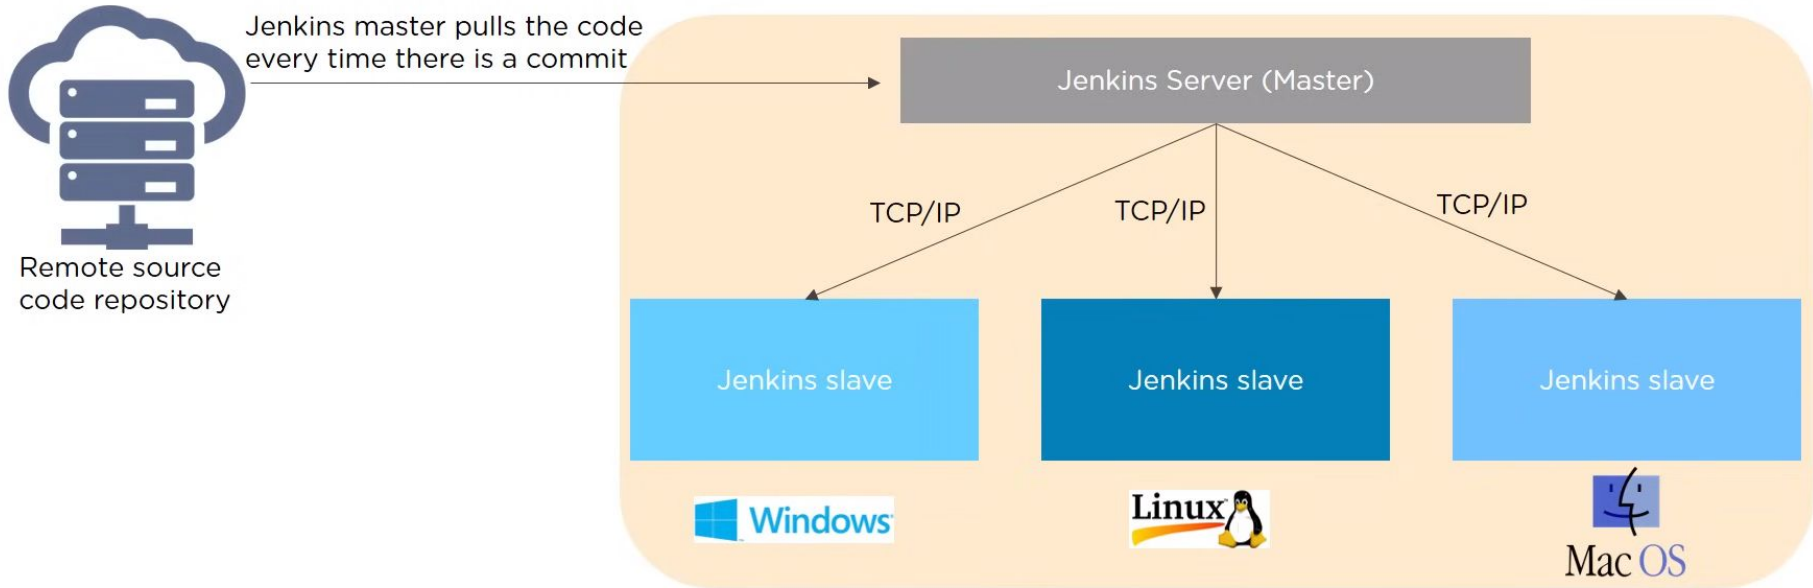 Jenkins master pulls the code
every time there is a commit
Remote source
code repository
Jenkins Server (Master)
TCP/IP
TCP/IP
TCP/IP
Jenkins slave
Jenkins slave
Jenkins slave
Windows
Linux
Mac OS